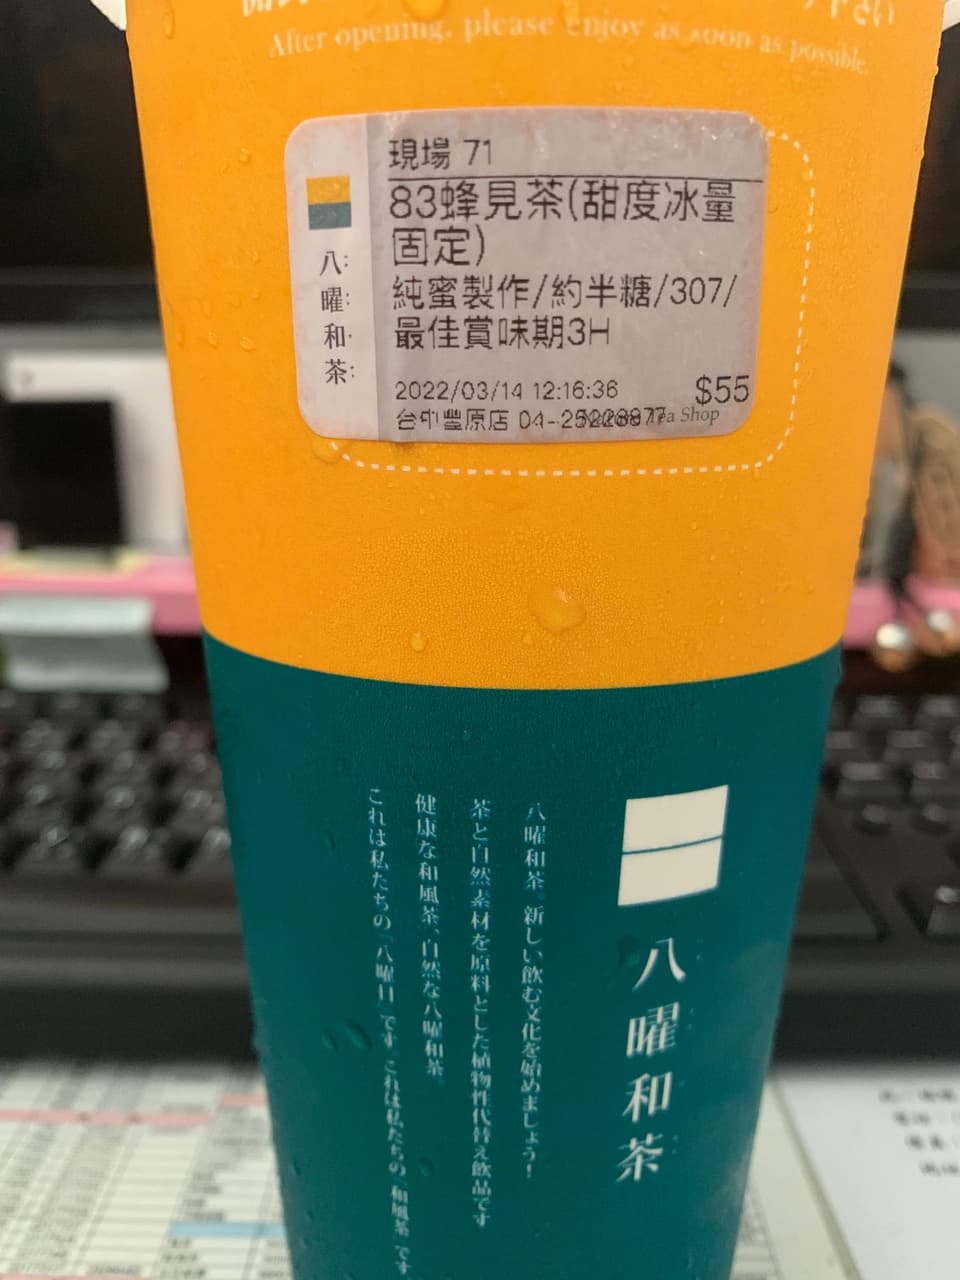 After opening, please enjoy as soon as possible.
現場 71
83蜂見茶(甜度冰量
固定)
純蜜製作/約半糖/307/
最佳賞味期3H
2022/03/14 12:16:36
$55
台中豐原店 04-25228877
Tea Shop
八曜和茶
八曜和茶
八曜和茶、新しい飲む文化を始めましょう!
茶と自然素材を原料とした植物性代替え飲品です
健康な和風茶、自然な八曜和茶
これは私たちの「八曜日」です、これは私たちの「和風茶」です